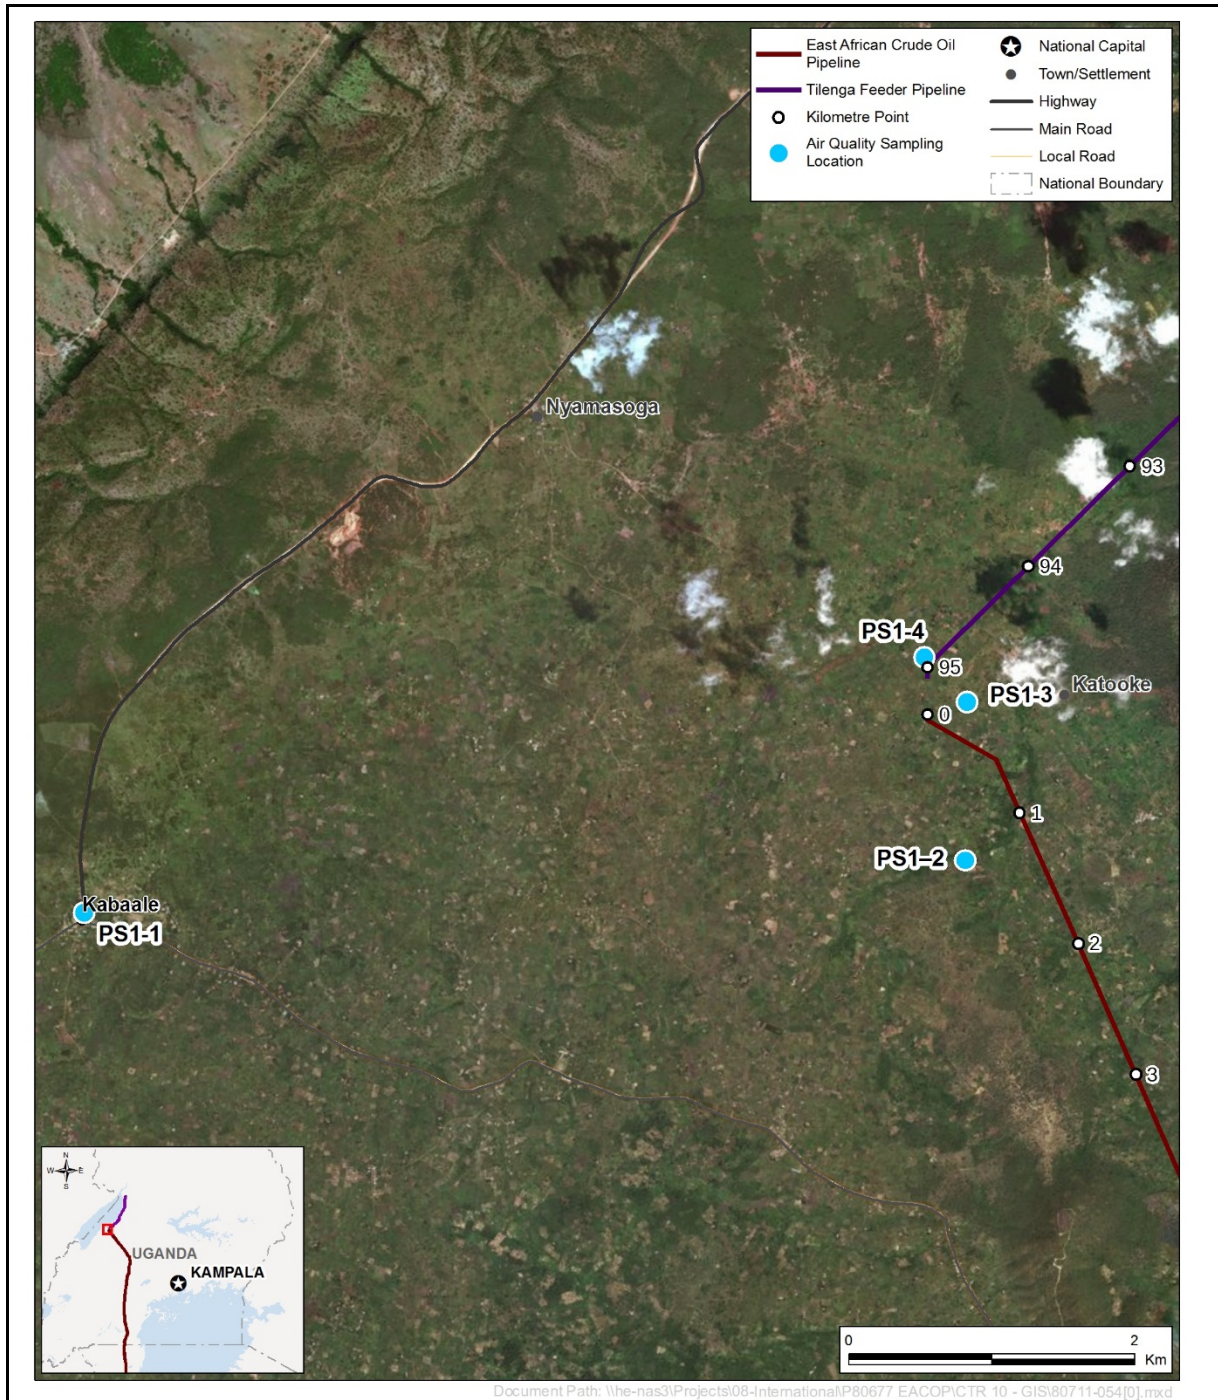 East African Crude Oil
Pipeline
Tilenga Feeder Pipeline
Kilometre Point
Air Quality Sampling
Location
National Capital
Town/Settlement
Highway
Main Road
Local Road
National Boundary
Nyamasoga
93
94
PS1-4
95
Katooke
PS1-3
0
1
PS1–2
Kabaale
PS1-1
2
3
N
W E
S
UGANDA
KAMPALA
0 2
Km
Document Path: \\he-nas3\Projects\08-International\P80677 EACOP\CTR 10 - GIS\80711-054[0].mxd